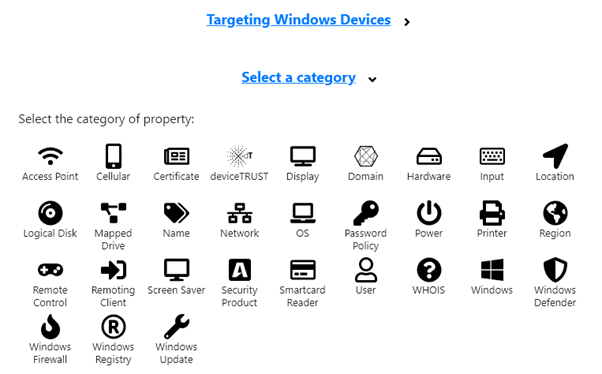 Targeting Windows Devices
Select a category
Select the category of property:
Access Point Cellular Certificate deviceTRUST Display Domain Hardware Input Location
Logical Disk Mapped Drive Name Network OS Password Policy Power Printer Region
Remote Control Remoting Client Screen Saver Security Product Smartcard Reader User WHOIS Windows Windows Defender
Windows Firewall Windows Registry Windows Update